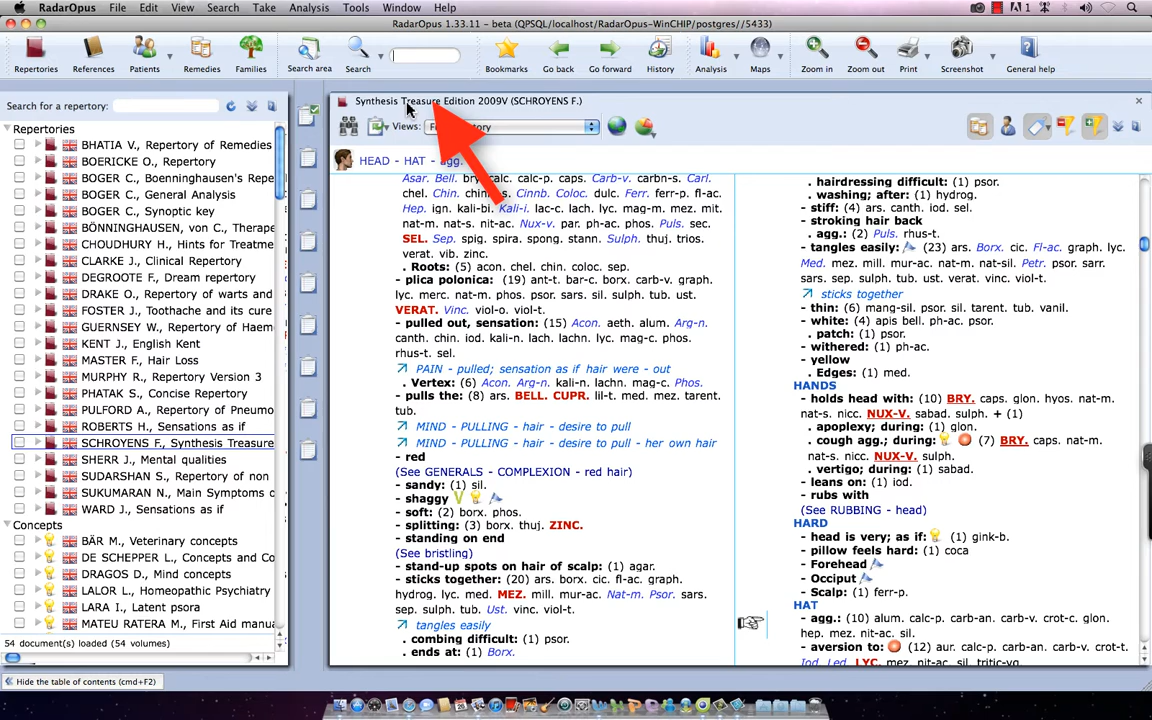 RadarOpus File Edit View Search Take Analysis Tools Window Help
RadarOpus 1.33.11 - beta (QPSQL/localhost/RadarOpus-WinCHIP/postgres//5433)
Repertories References Patients Remedies Families Search area Search Bookmarks Go back Go forward History Analysis Maps Zoom in Zoom out Print Screenshot General help
Search for a repertory:
Repertories
BHATIA V., Repertory of Remedies
BOERICKE O., Repertory
BOGER C., Boenninghausen's Repe
BOGER C., General Analysis
BOGER C., Synoptic key
BÖNNINGHAUSEN, von C., Therape
CHOUDHURY H., Hints for Treatme
CLARKE J., Clinical Repertory
DEGROOTE F., Dream repertory
DRAKE O., Repertory of warts and
FOSTER J., Toothache and its cure
GUERNSEY W., Repertory of Haem
KENT J., English Kent
MASTER F., Hair Loss
MURPHY R., Repertory Version 3
PHATAK S., Concise Repertory
PULFORD A., Repertory of Pneumo
ROBERTS H., Sensations as if
SCHROYENS F., Synthesis Treasure
SHERR J., Mental qualities
SUDARSHAN S., Repertory of non
SUKUMARAN N., Main Symptoms o
WARD J., Sensations as if
Concepts
BÄR M., Veterinary concepts
DE SCHEPPER L., Concepts and Co
DRAGOS D., Mind concepts
LALOR L., Homeopathic Psychiatry
LARA I., Latent psora
MATEU RATERA M., First Aid manua
54 document(s) loaded (54 volumes)
Hide the table of contents (cmd+F2)
Synthesis Treasure Edition 2009V (SCHROYENS F.)
Views:
HEAD - HAT - agg.
Asar. Bell. bry. calc. calc-p. caps. Carb-v. carbn-s. Carl.
chel. Chin. Cinnb. Coloc. dulc. Ferr. ferr-p. fl-ac.
Hep. ign. kali-bi. Kali-i. lac-c. lach. lyc. mag-m. mez. mit.
nat-m. nat-s. nit-ac. Nux-v. par. ph-ac. phos. Puls. sec.
SEL. Sep. spig. spira. spong. stann. Sulph. thuj. trios.
verat. vib. zinc.
. Roots: (5) acon. chel. chin. coloc. sep.
- plica polonica: (19) ant-t. bar-c. borx. carb-v. graph.
lyc. merc. nat-m. phos. psor. sars. sil. sulph. tub. ust.
VERAT. Vinc. viol-o. viol-t.
- pulled out, sensation: (15) Acon. aeth. alum. Arg-n.
canth. chin. iod. kali-n. lach. lachn. lyc. mag-c. phos.
rhus-t. sel.
PAIN - pulled; sensation as if hair were - out
. Vertex: (6) Acon. Arg-n. kali-n. lachn. mag-c. Phos.
- pulls the: (8) ars. BELL. CUPR. lil-t. med. mez. tarent.
tub.
MIND - PULLING - hair - desire to pull
MIND - PULLING - hair - desire to pull - her own hair
- red
(See GENERALS - COMPLEXION - red hair)
- sandy: (1) sil.
- shaggy
- soft: (2) borx. phos.
- splitting: (3) borx. thuj. ZINC.
- standing on end
(See bristling)
- stand-up spots on hair of scalp: (1) agar.
- sticks together: (20) ars. borx. cic. fl-ac. graph.
hydrog. lyc. med. MEZ. mill. mur-ac. Nat-m. Psor. sars.
sep. sulph. tub. Ust. vinc. viol-t.
tangles easily
. combing difficult: (1) psor.
. ends at: (1) Borx.
. hairdressing difficult: (1) psor.
. washing; after: (1) hydrog.
- stiff: (4) ars. canth. iod. sel.
- stroking hair back
. agg.: (2) Puls. rhus-t.
- tangles easily: (23) ars. Borx. cic. Fl-ac. graph. lyc.
Med. mez. mill. mur-ac. nat-m. nat-sil. Petr. psor. sarr.
sars. sep. sulph. tub. ust. verat. vinc. viol-t.
sticks together
- thin: (6) mang-sil. psor. sil. tarent. tub. vanil.
- white: (4) apis bell. ph-ac. psor.
. patch: (1) psor.
- withered: (1) ph-ac.
- yellow
. Edges: (1) med.
HANDS
- holds head with: (10) BRY. caps. glon. hyos. nat-m.
nat-s. nicc. NUX-V. sabad. sulph. + (1)
. apoplexy; during: (1) glon.
. cough agg.; during: (7) BRY. caps. nat-m.
nat-s. nicc. NUX-V. sulph.
. vertigo; during: (1) sabad.
- leans on: (1) iod.
- rubs with
(See RUBBING - head)
HARD
- head is very; as if: (1) gink-b.
- pillow feels hard: (1) coca
- Forehead
- Occiput
- Scalp: (1) ferr-p.
HAT
- agg.: (10) alum. calc-p. carb-an. carb-v. crot-c. glon.
hep. mez. nit-ac. sil.
- aversion to: (12) aur. calc-p. carb-an. carb-v. crot-t.
Iod. Led. LYC. mez. nit-ac. sil. tritic-vg.